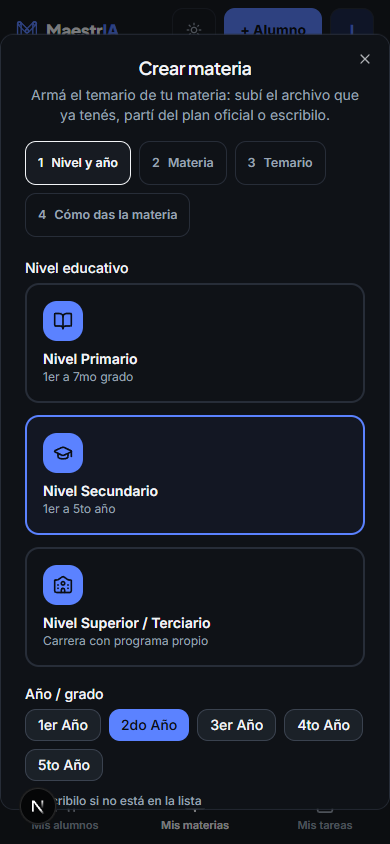 MaestrIA
+ Alumno
Crear materia
Armá el temario de tu materia: subí el archivo que
ya tenés, partí del plan oficial o escribilo.
1 Nivel y año
2 Materia
3 Temario
4 Cómo das la materia
Nivel educativo
Nivel Primario
1er a 7mo grado
Nivel Secundario
1er a 5to año
Nivel Superior / Terciario
Carrera con programa propio
Año / grado
1er Año
2do Año
3er Año
4to Año
5to Año
N
si no está en la lista
Mis alumnos
Mis materias
Mis tareas